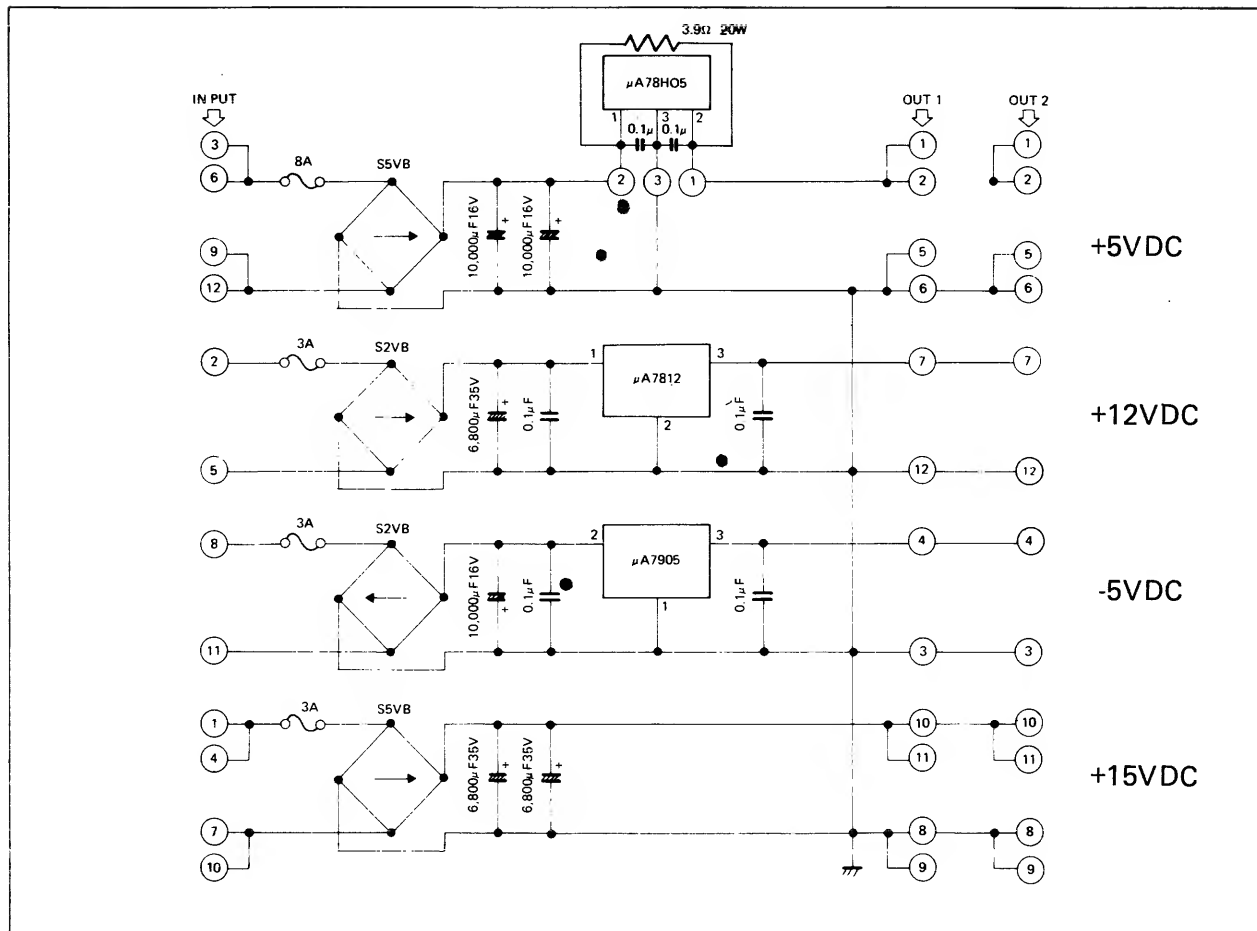 3.9Ω 20W
μA78HO5
1 3 2
0.1μ 0.1μ
IN PUT
OUT 1
OUT 2
3
6
8A
S5VB
10,000μF16V
+
10,000μF16V
+
2
3
1
1
2
1
2
9
12
5
6
5
6
+5VDC
2
3A
S2VB
6,800μF35V
+
0.1μF
1
μA7812
3
2
0.1μF
7
7
5
12
12
+12VDC
8
3A
S2VB
10,000μF16V
+
0.1μF
2
μA7905
3
1
0.1μF
4
4
11
3
3
-5VDC
1
4
3A
S5VB
6,800μF35V
+
6,800μF35V
+
10
11
10
11
7
10
8
9
8
9
+15VDC